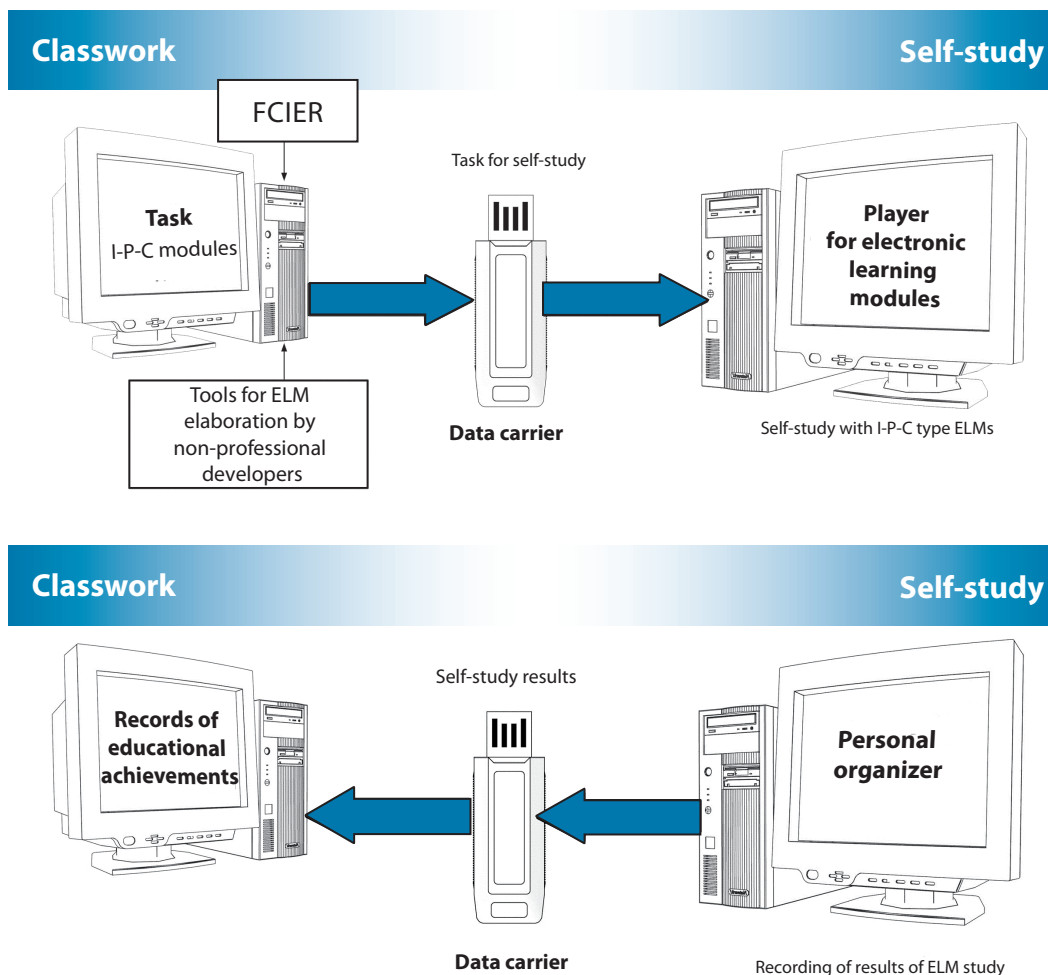 Classwork
Self-study
FCIER
Task for self-study
Task
I-P-C modules
Player
for electronic
learning
modules
Tools for ELM
elaboration by
non-professional
developers
Data carrier
Self-study with I-P-C type ELMs
Classwork
Self-study
Self-study results
Records of
educational
achievements
Personal
organizer
Data carrier
Recording of results of ELM study